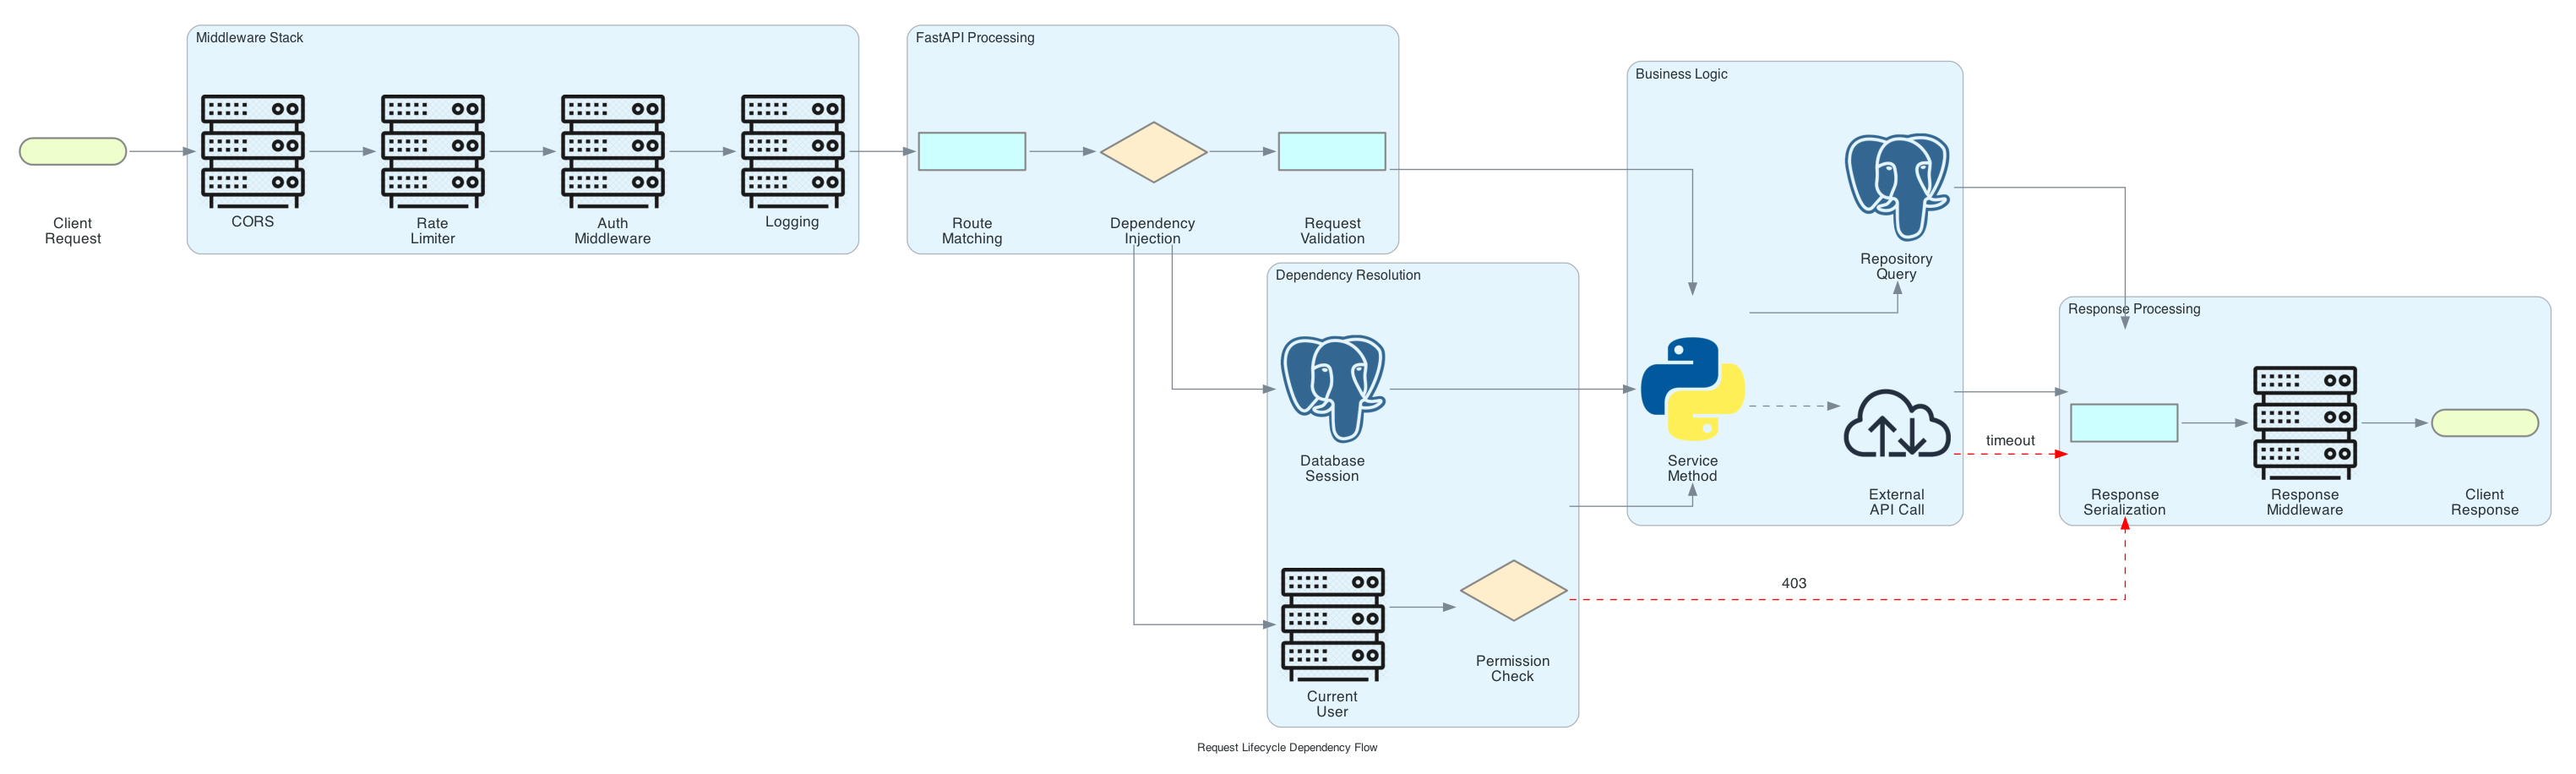 Middleware Stack
CORS
Rate
Limiter
Auth
Middleware
Logging
Client
Request
FastAPI Processing
Route
Matching
Dependency
Injection
Request
Validation
Dependency Resolution
Database
Session
Current
User
Permission
Check
Business Logic
Repository
Query
Service
Method
External
API Call
timeout
403
Response Processing
Response
Serialization
Response
Middleware
Client
Response
Request Lifecycle Dependency Flow